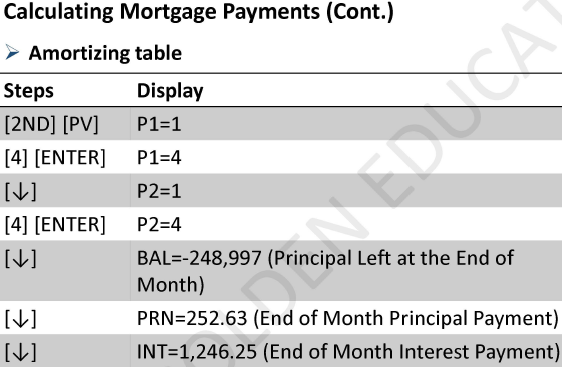 Calculating Mortgage Payments (Cont.)
➢ Amortizing table
Steps Display
[2ND] [PV] P1=1
[4] [ENTER] P1=4
[↓] P2=1
[4] [ENTER] P2=4
[↓] BAL=-248,997 (Principal Left at the End of
Month)
[↓] PRN=252.63 (End of Month Principal Payment)
[↓] INT=1,246.25 (End of Month Interest Payment)
OLDEN EDUCAT